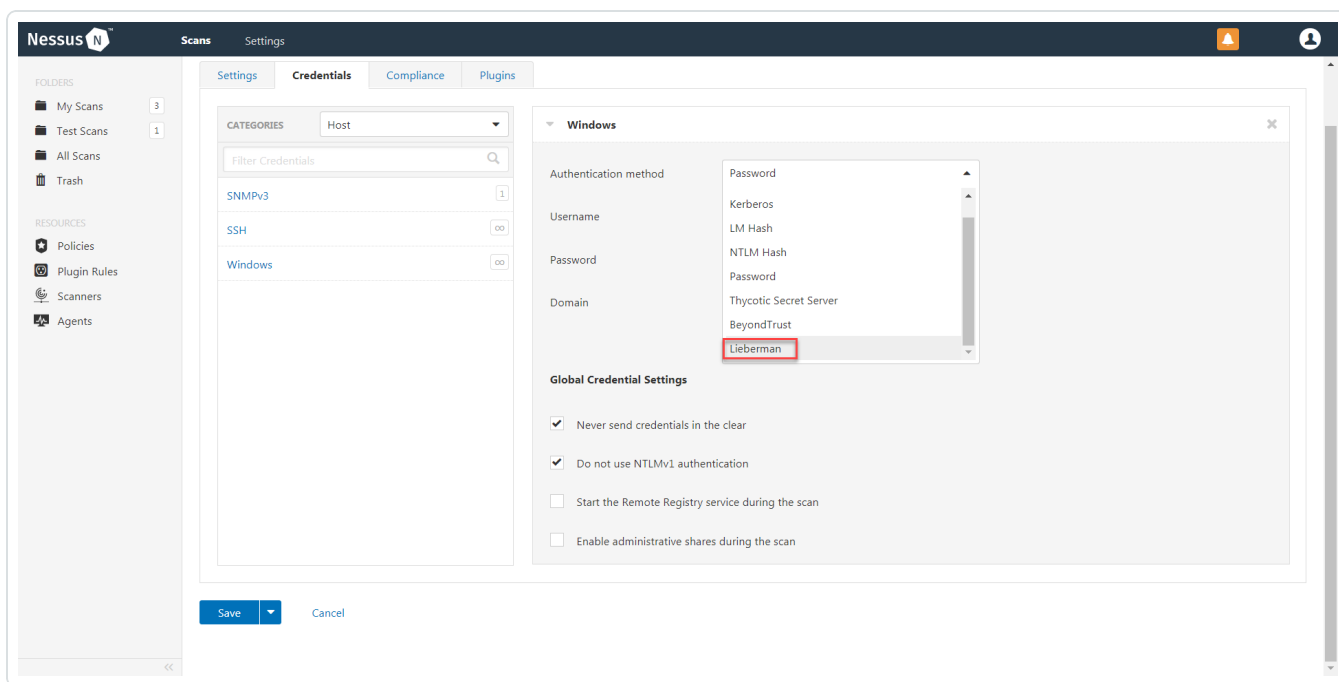 Nessus N ™
Scans Settings
FOLDERS
My Scans 3
Test Scans 1
All Scans
Trash
RESOURCES
Policies
Plugin Rules
Scanners
Agents
Settings Credentials Compliance Plugins
CATEGORIES Host
Filter Credentials
SNMPv3 1
SSH ∞
Windows ∞
Windows
Authentication method Password
Kerberos
LM Hash
NTLM Hash
Password
Thycotic Secret Server
BeyondTrust
Lieberman
Username
Password
Domain
Global Credential Settings
Never send credentials in the clear
Do not use NTLMv1 authentication
Start the Remote Registry service during the scan
Enable administrative shares during the scan
Save Cancel